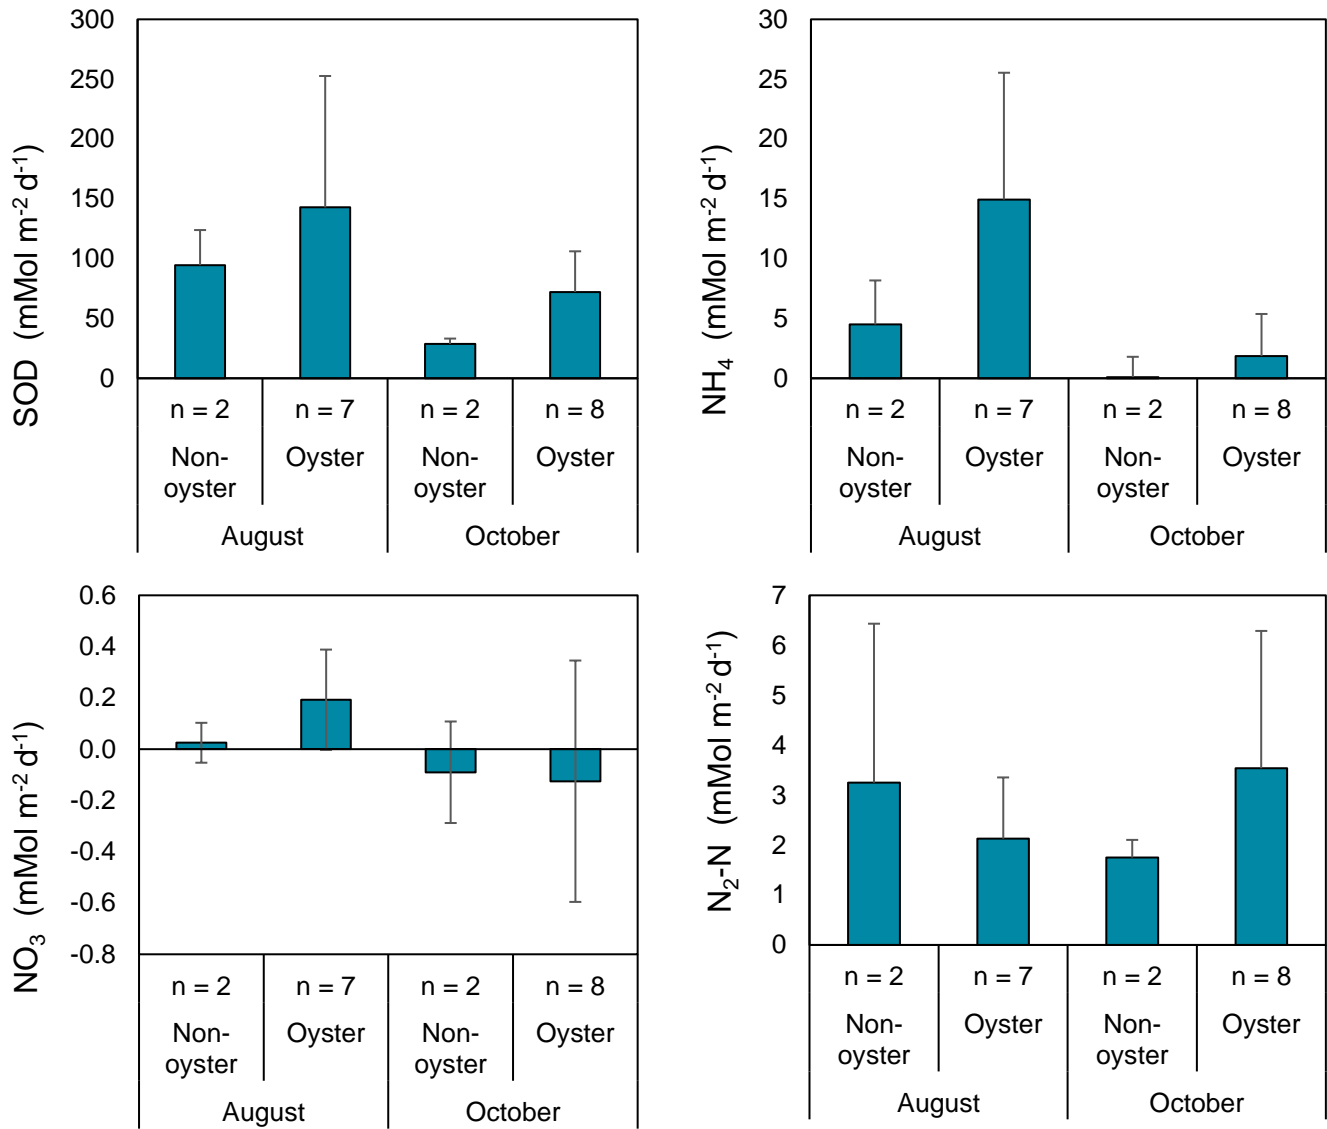 300
250
200
150
100
50
0
SOD (mMol m⁻² d⁻¹)
n = 2 n = 7 n = 2 n = 8
Non-oyster Oyster Non-oyster Oyster
August October
30
25
20
15
10
5
0
NH₄ (mMol m⁻² d⁻¹)
n = 2 n = 7 n = 2 n = 8
Non-oyster Oyster Non-oyster Oyster
August October
0.6
0.4
0.2
0.0
-0.2
-0.4
-0.6
-0.8
NO₃ (mMol m⁻² d⁻¹)
n = 2 n = 7 n = 2 n = 8
Non-oyster Oyster Non-oyster Oyster
August October
7
6
5
4
3
2
1
0
N₂-N (mMol m⁻² d⁻¹)
n = 2 n = 7 n = 2 n = 8
Non-oyster Oyster Non-oyster Oyster
August October